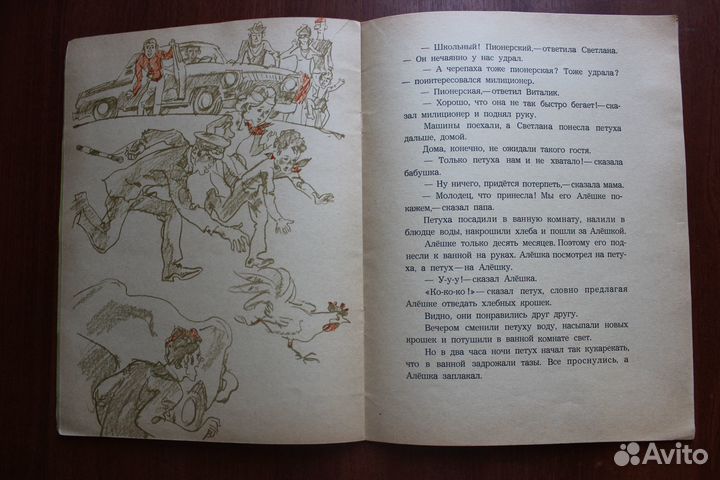 — Школьный! Пионерский,— ответила Светлана.
— Он нечаянно у нас удрал.
— А черепаха тоже пионерская? Тоже удрала?
— поинтересовался милиционер.
— Пионерская,— ответил Виталик.
— Хорошо, что она не так быстро бегает!— ска-
зал милиционер и поднял руку.
Машины поехали, а Светлана понесла петуха
дальше, домой.
Дома, конечно, не ожидали такого гостя.
— Только петуха нам и не хватало!— сказала
бабушка.
— Ну ничего, придётся потерпеть,— сказала мама.
— Молодец, что принесла! Мы его Алёшке по-
кажем,— сказал папа.
Петуха посадили в ванную комнату, налили в
блюдце воды, накрошили хлеба и пошли за Алёшкой.
Алёшке только десять месяцев. Поэтому его под-
несли к ванной на руках. Алёшка посмотрел на пету-
ха, а петух — на Алёшку.
— У-у-у!— сказал Алёшка.
«Ко-ко-ко!»— сказал петух, словно предлагая
Алёшке отведать хлебных крошек.
Видно, они понравились друг другу.
Вечером сменили петуху воду, насыпали новых
крошек и потушили в ванной комнате свет.
Но в два часа ночи петух начал так кукарекать,
что в ванной задрожали тазы. Все проснулись, а
Алёшка заплакал.
Avito